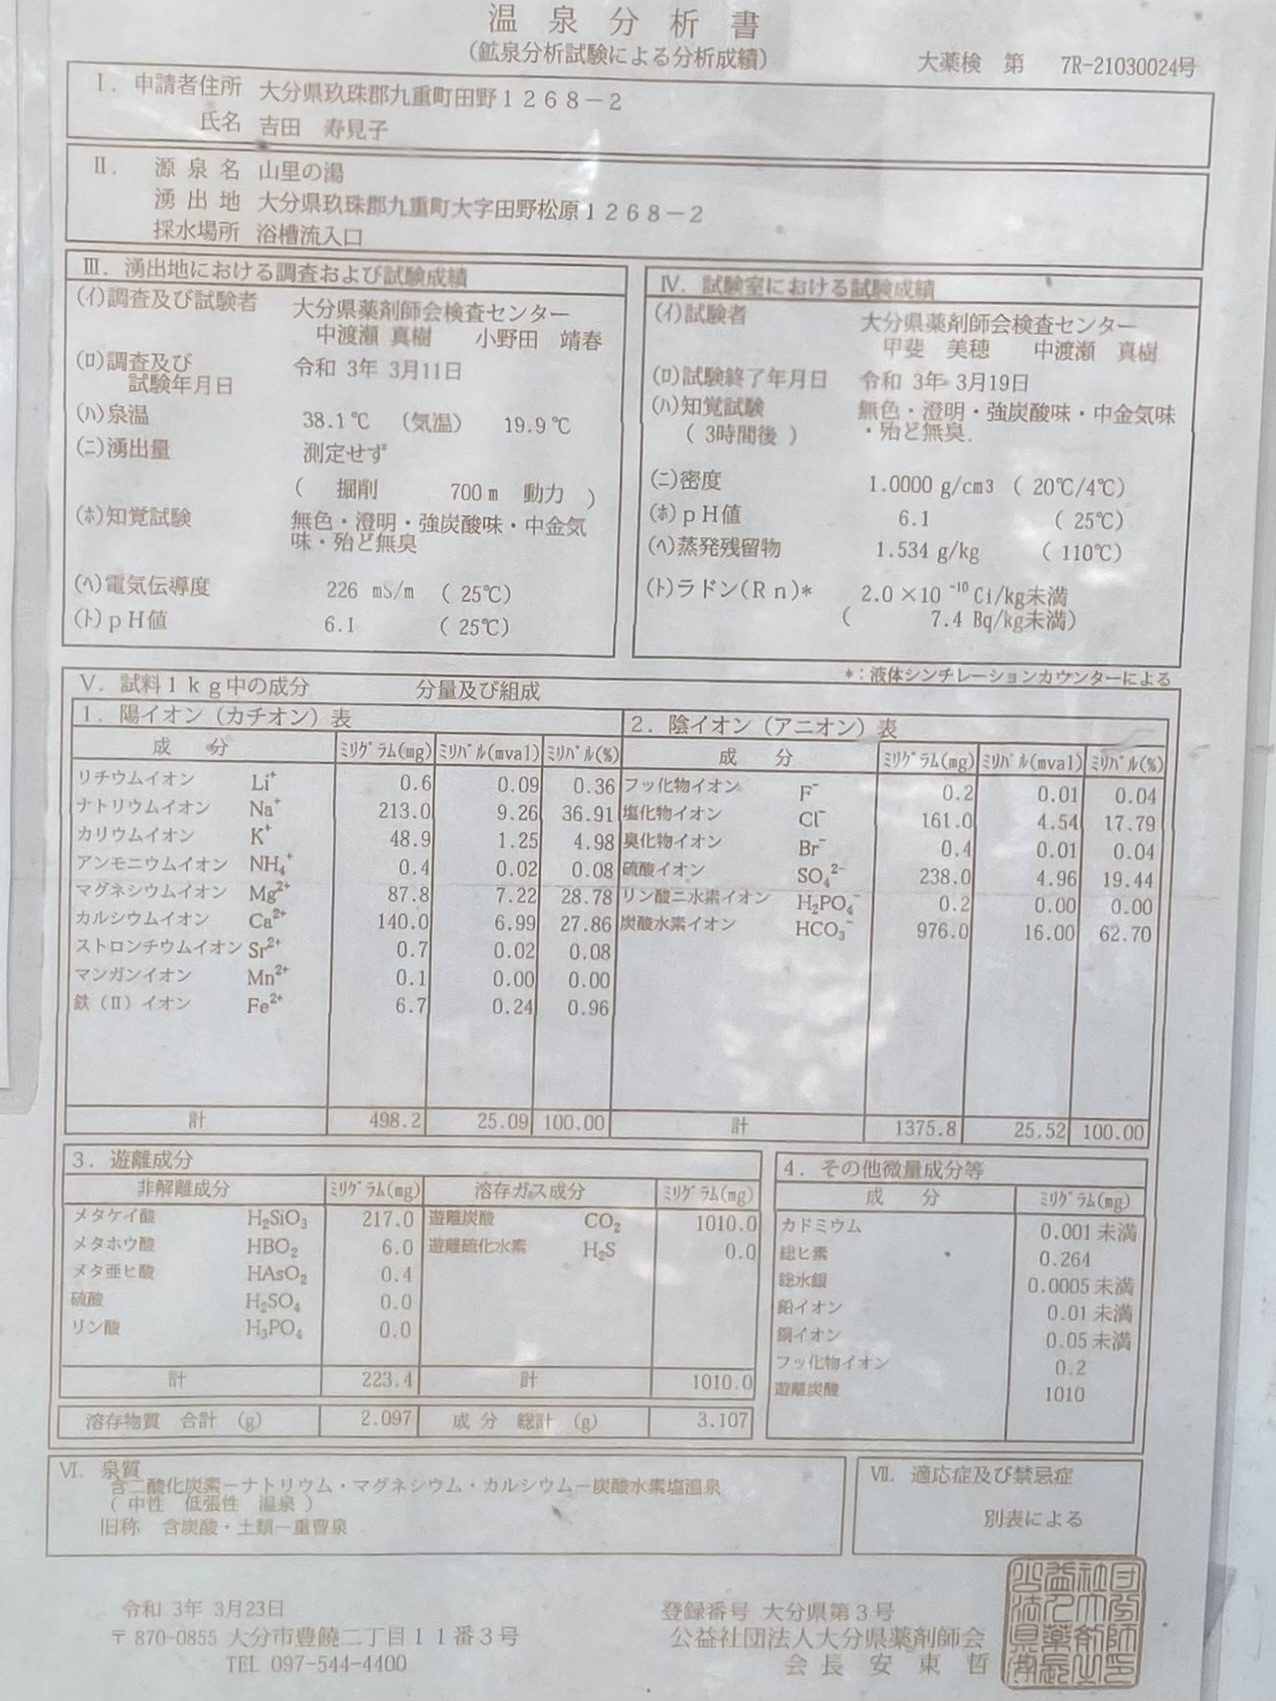 温泉分析書
(鉱泉分析試験による分析成績)
大薬検 第 7R-21030024号
Ⅰ. 申請者住所 大分県玖珠郡九重町田野1268-2
氏名 吉田 寿見子
Ⅱ. 源泉名 山里の湯
湧出地 大分県玖珠郡九重町大字田野松原1268-2
採水場所 浴槽流入口
Ⅲ. 湧出地における調査および試験成績
(イ)調査及び試験者 大分県薬剤師会検査センター
中渡瀬 真樹 小野田 靖春
(ロ)調査及び 令和 3年 3月11日
試験年月日
(ハ)泉温 38.1℃ (気温) 19.9℃
(ニ)湧出量 測定せず
( 掘削 700m 動力 )
(ホ)知覚試験 無色・澄明・強炭酸味・中金気
味・殆ど無臭
(ヘ)電気伝導度 226 mS/m (25℃)
(ト)pH値 6.1 (25℃)
Ⅳ. 試験室における試験成績
(イ)試験者 大分県薬剤師会検査センター
甲斐 美穂 中渡瀬 真樹
(ロ)試験終了年月日 令和 3年 3月19日
(ハ)知覚試験 無色・澄明・強炭酸味・中金気味
(3時間後) ・殆ど無臭.
(ニ)密度 1.0000 g/cm3 (20℃/4℃)
(ホ)pH値 6.1 (25℃)
(ヘ)蒸発残留物 1.534 g/kg (110℃)
(ト)ラドン(Rn)* 2.0×10⁻¹⁰ Ci/kg未満
( 7.4 Bq/kg未満)
*:液体シンチレーションカウンターによる
Ⅴ. 試料1kg中の成分 分量及び組成
1. 陽イオン(カチオン)表
成 分 ミリグラム(mg) ミリバル(mval) ミリバル(%)
リチウムイオン Li⁺ 0.6 0.09 0.36
ナトリウムイオン Na⁺ 213.0 9.26 36.91
カリウムイオン K⁺ 48.9 1.25 4.98
アンモニウムイオン NH₄⁺ 0.4 0.02 0.08
マグネシウムイオン Mg²⁺ 87.8 7.22 28.78
カルシウムイオン Ca²⁺ 140.0 6.99 27.86
ストロンチウムイオン Sr²⁺ 0.7 0.02 0.08
マンガンイオン Mn²⁺ 0.1 0.00 0.00
鉄(Ⅱ)イオン Fe²⁺ 6.7 0.24 0.96
計 498.2 25.09 100.00
2. 陰イオン(アニオン)表
成 分 ミリグラム(mg) ミリバル(mval) ミリバル(%)
フッ化物イオン F⁻ 0.2 0.01 0.04
塩化物イオン Cl⁻ 161.0 4.54 17.79
臭化物イオン Br⁻ 0.4 0.01 0.04
硫酸イオン SO₄²⁻ 238.0 4.96 19.44
リン酸二水素イオン H₂PO₄⁻ 0.2 0.00 0.00
炭酸水素イオン HCO₃⁻ 976.0 16.00 62.70
計 1375.8 25.52 100.00
3. 遊離成分
非解離成分 ミリグラム(mg) 溶存ガス成分 ミリグラム(mg)
メタケイ酸 H₂SiO₃ 217.0 遊離炭酸 CO₂ 1010.0
メタホウ酸 HBO₂ 6.0 遊離硫化水素 H₂S 0.0
メタ亜ヒ酸 HAsO₂ 0.4
硫酸 H₂SO₄ 0.0
リン酸 H₃PO₄ 0.0
計 223.4 計 1010.0
溶存物質 合計 (g) 2.097 成分 総計 (g) 3.107
4. その他微量成分等
成 分 ミリグラム(mg)
カドミウム 0.001 未満
総ヒ素 0.264
総水銀 0.0005 未満
鉛イオン 0.01 未満
銅イオン 0.05 未満
フッ化物イオン 0.2
遊離炭酸 1010
Ⅵ. 泉質
含二酸化炭素-ナトリウム・マグネシウム・カルシウム-炭酸水素塩温泉
(中性 低張性 温泉)
旧称 含炭酸・土類-重曹泉
Ⅶ. 適応症及び禁忌症
別表による
令和 3年 3月23日
〒870-0855 大分市豊饒二丁目11番3号
TEL 097-544-4400
登録番号 大分県第3号
公益社団法人大分県薬剤師会
会長 安東 哲